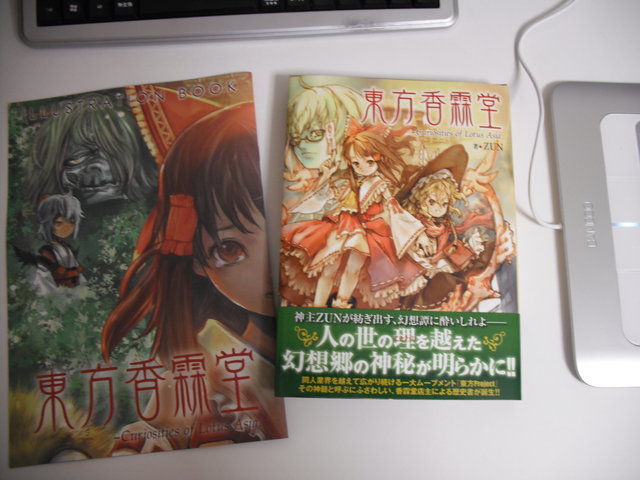 ILLUSTRATION BOOK
東方香霖堂
~Curiosities of Lotus Asia.
東方香霖堂
~Curiosities of Lotus Asia.
著・ZUN
神主ZUNが紡ぎ出す、幻想譚に酔いしれよ――
人の世の理を越えた
幻想郷の神秘が明らかに!!
同人業界を越えて広がり続ける一大ムーブメント「東方Project」
その神髄と呼ぶにふさわしい、香霖堂店主による歴史書が誕生!!